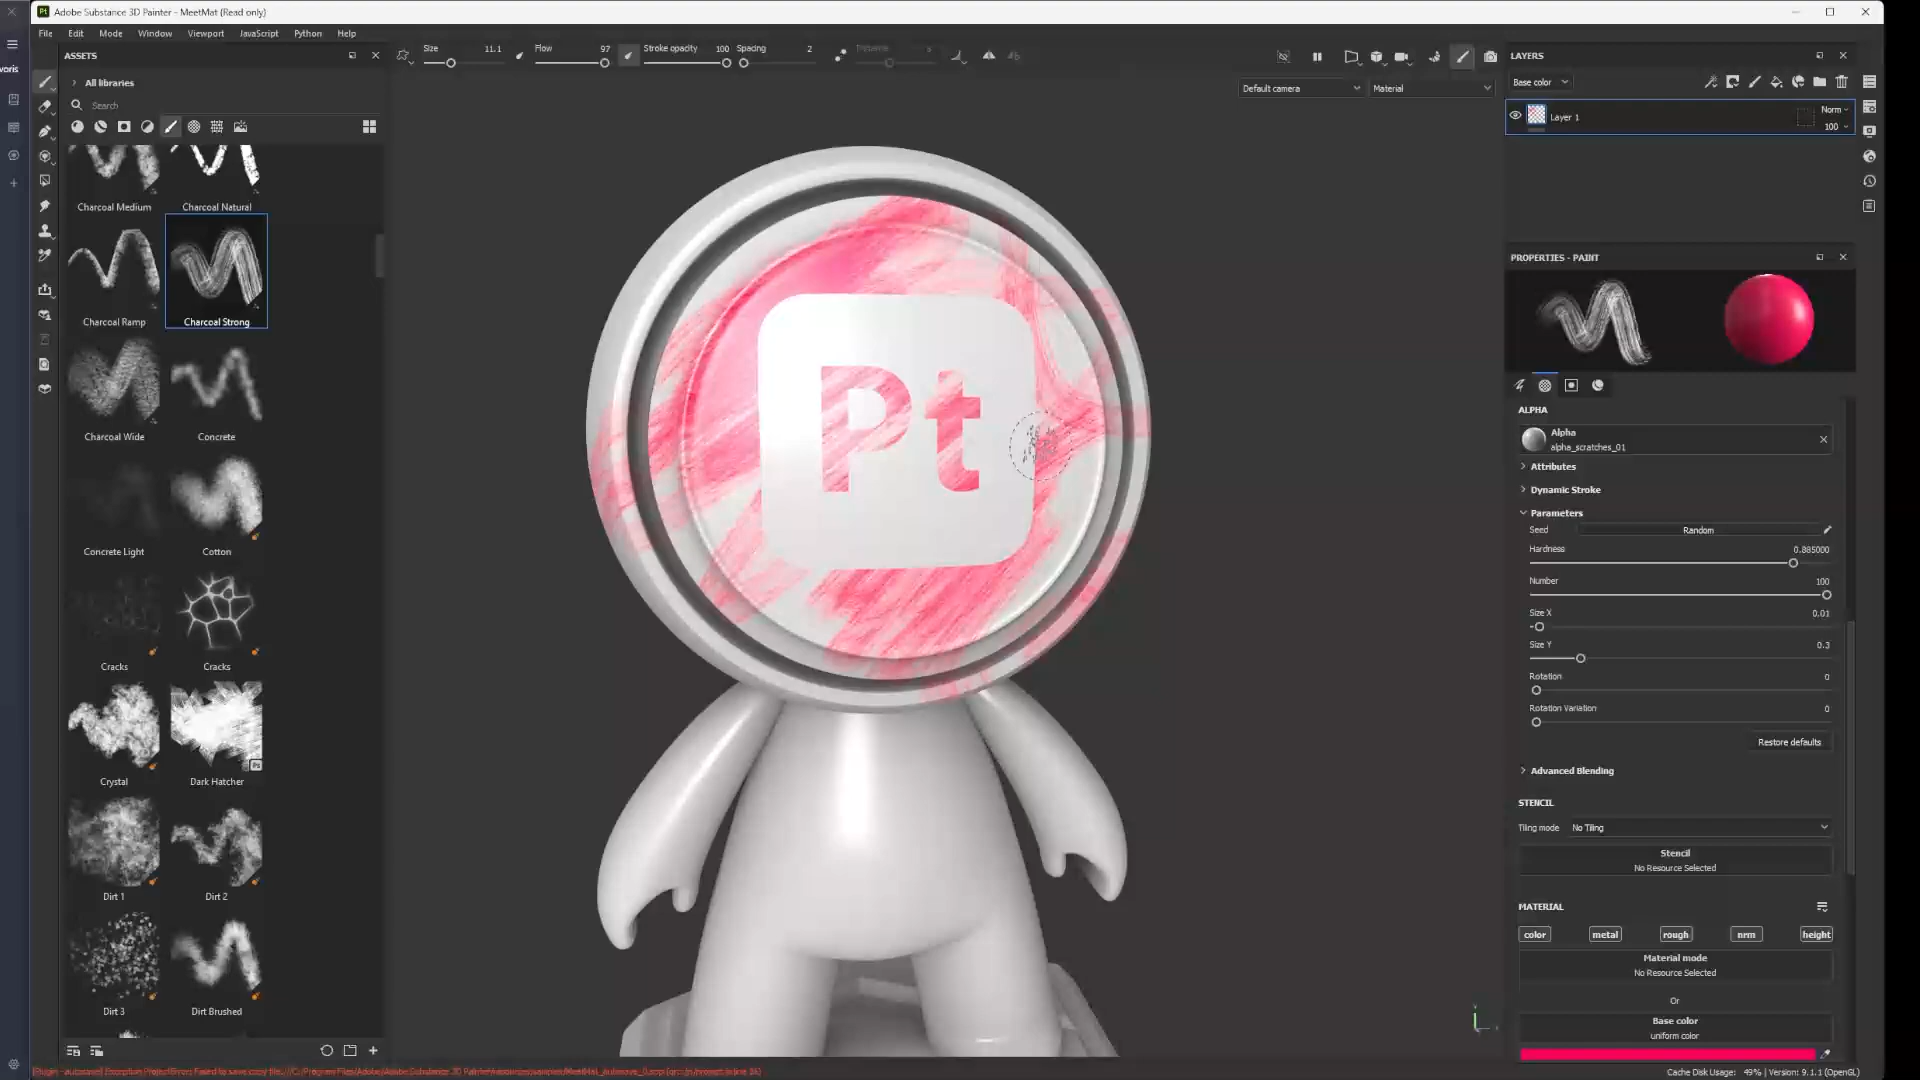 Adobe Substance 3D Painter - MeetMat (Read only)
File Edit Mode Window Viewport JavaScript Python Help
ASSETS
All libraries
Search
Size 11.1
Flow 97
Stroke opacity 100
Spacing 2
Distance 8
Default camera
Material
Charcoal Medium
Charcoal Natural
Charcoal Ramp
Charcoal Strong
Charcoal Wide
Concrete
Concrete Light
Cotton
Cracks
Cracks
Crystal
Dark Hatcher
Dirt 1
Dirt 2
Dirt 3
Dirt Brushed
Pt
LAYERS
Base color
Layer 1
Norm
100
PROPERTIES - PAINT
ALPHA
Alpha
alpha_scratches_01
Attributes
Dynamic Stroke
Parameters
Seed Random
Hardness 0.885000
Number 100
Size X 0.01
Size Y 0.3
Rotation 0
Rotation Variation 0
Restore defaults
Advanced Blending
STENCIL
Tiling mode No Tiling
Stencil
No Resource Selected
MATERIAL
color metal rough nrm height
Material mode
No Resource Selected
Or
Base color
uniform color
Cache Disk Usage: 49% | Version: 9.1.1 (OpenGL)